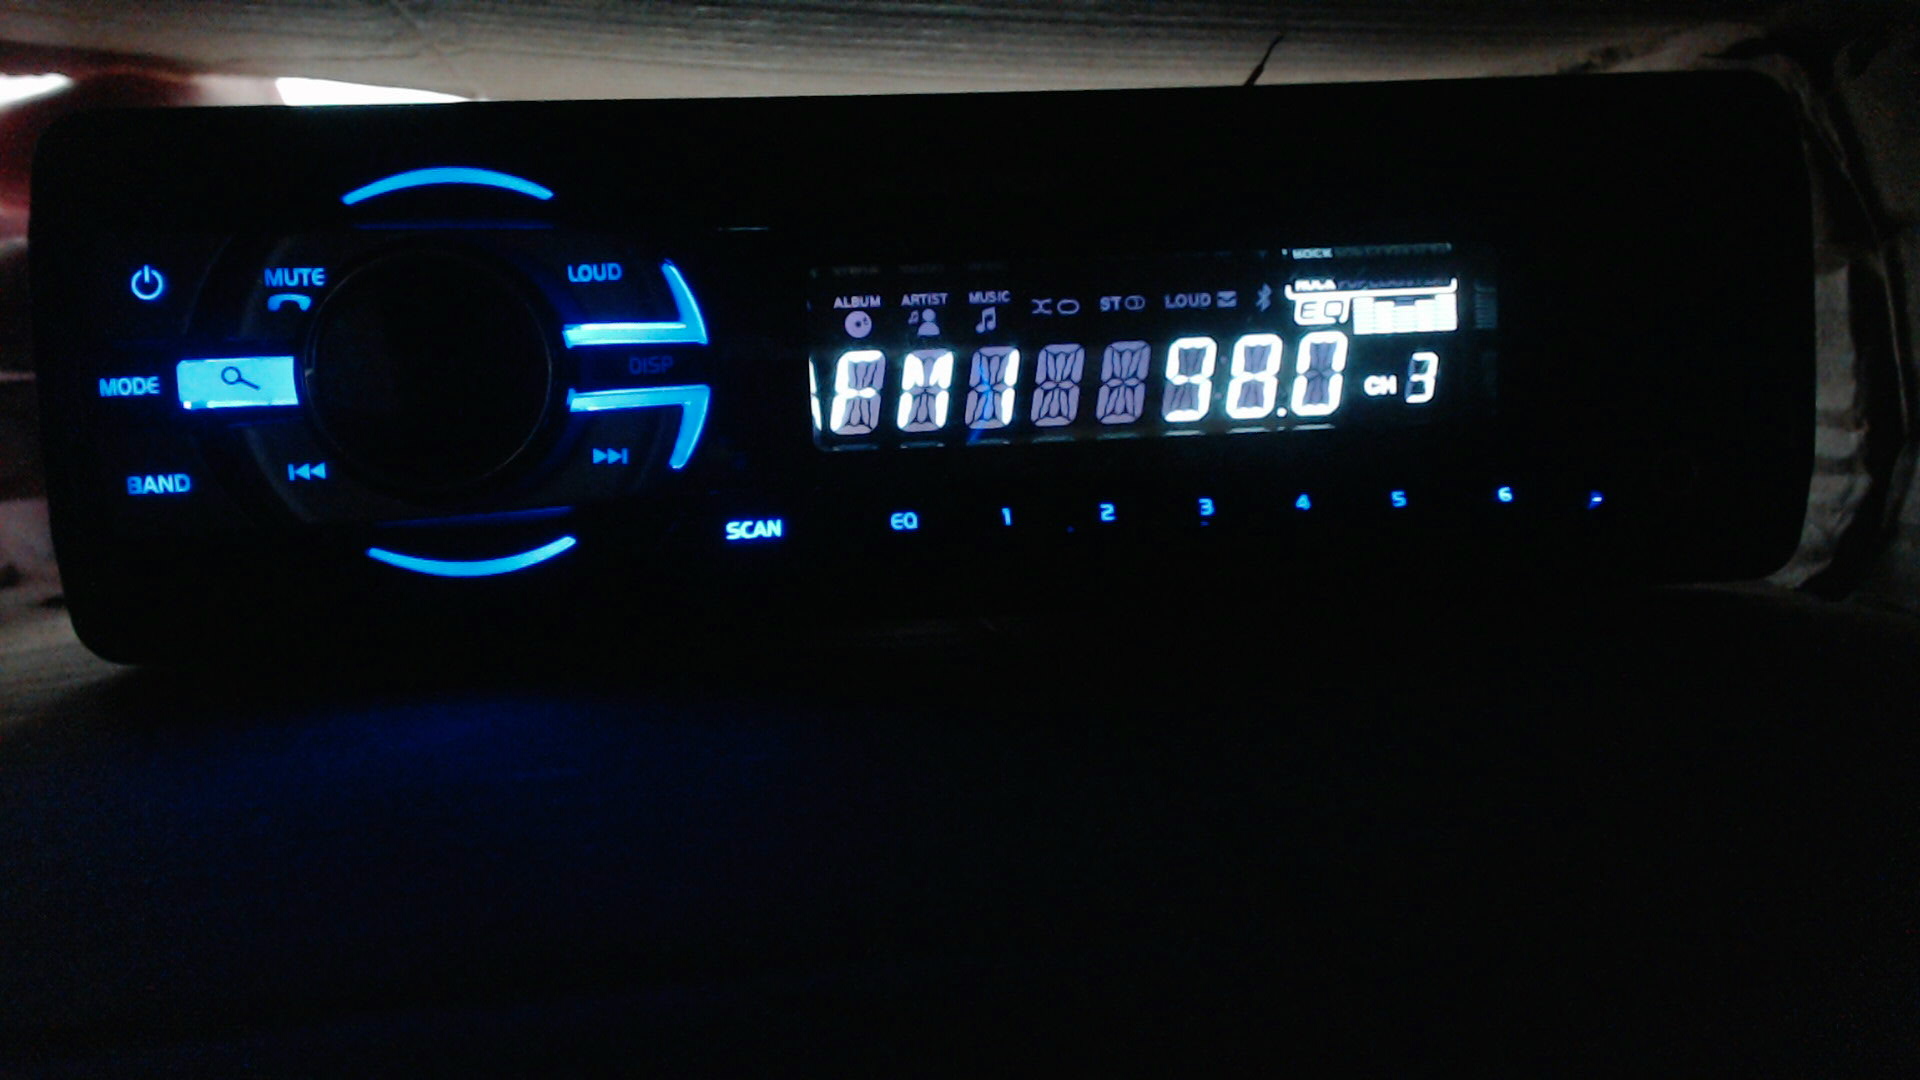 MUTE
LOUD
MODE
DISP
BAND
ROCK
ALBUM ARTIST MUSIC ST LOUD
EQ
FM1 98.0 CH 3
SCAN EQ 1 2 3 4 5 6